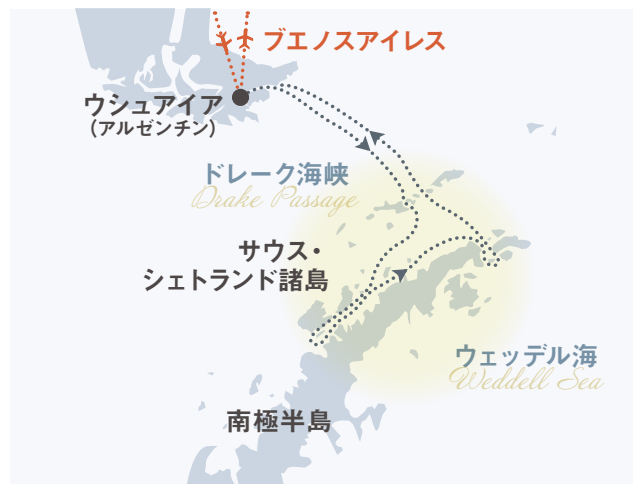 ブエノスアイレス
ウシュアイア
(アルゼンチン)
ドレーク海峡
Drake Passage
サウス・
シェトランド諸島
ウェッデル海
Weddell Sea
南極半島